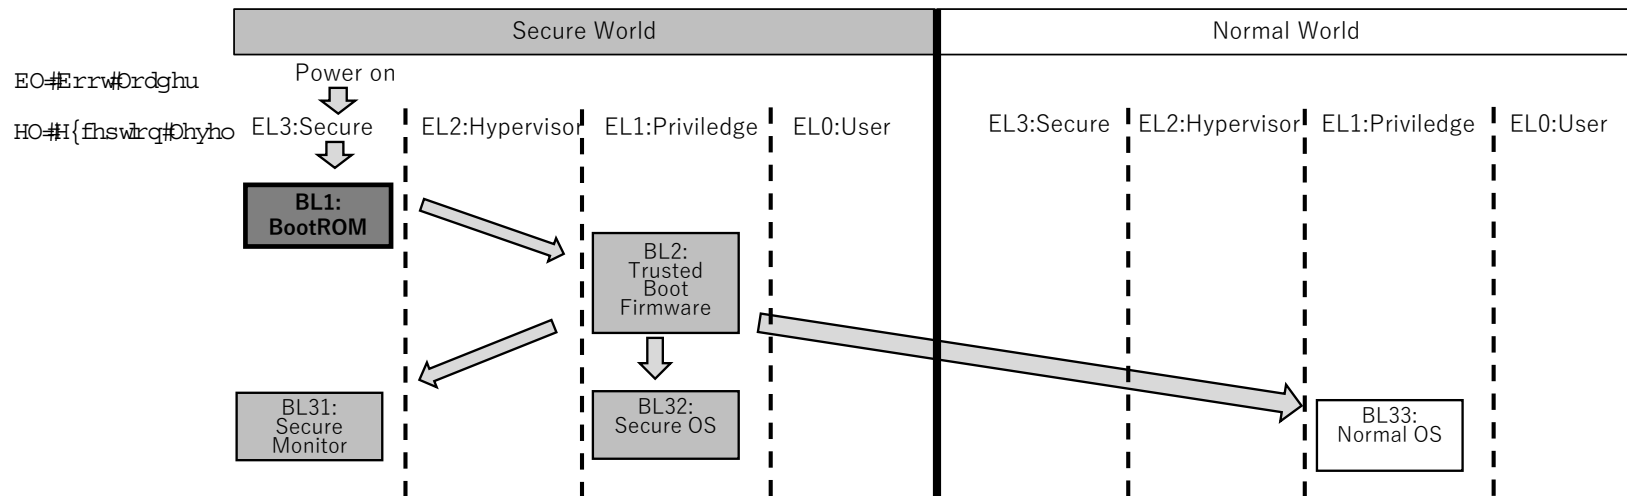 Secure World
Normal World
EO#Errw#Ordghu
Power on
HO#H{fhswlrq#Ohyho
EL3:Secure
EL2:Hypervisor
EL1:Priviledge
EL0:User
EL3:Secure
EL2:Hypervisor
EL1:Priviledge
EL0:User
BL1:
BootROM
BL2:
Trusted
Boot
Firmware
BL31:
Secure
Monitor
BL32:
Secure OS
BL33:
Normal OS